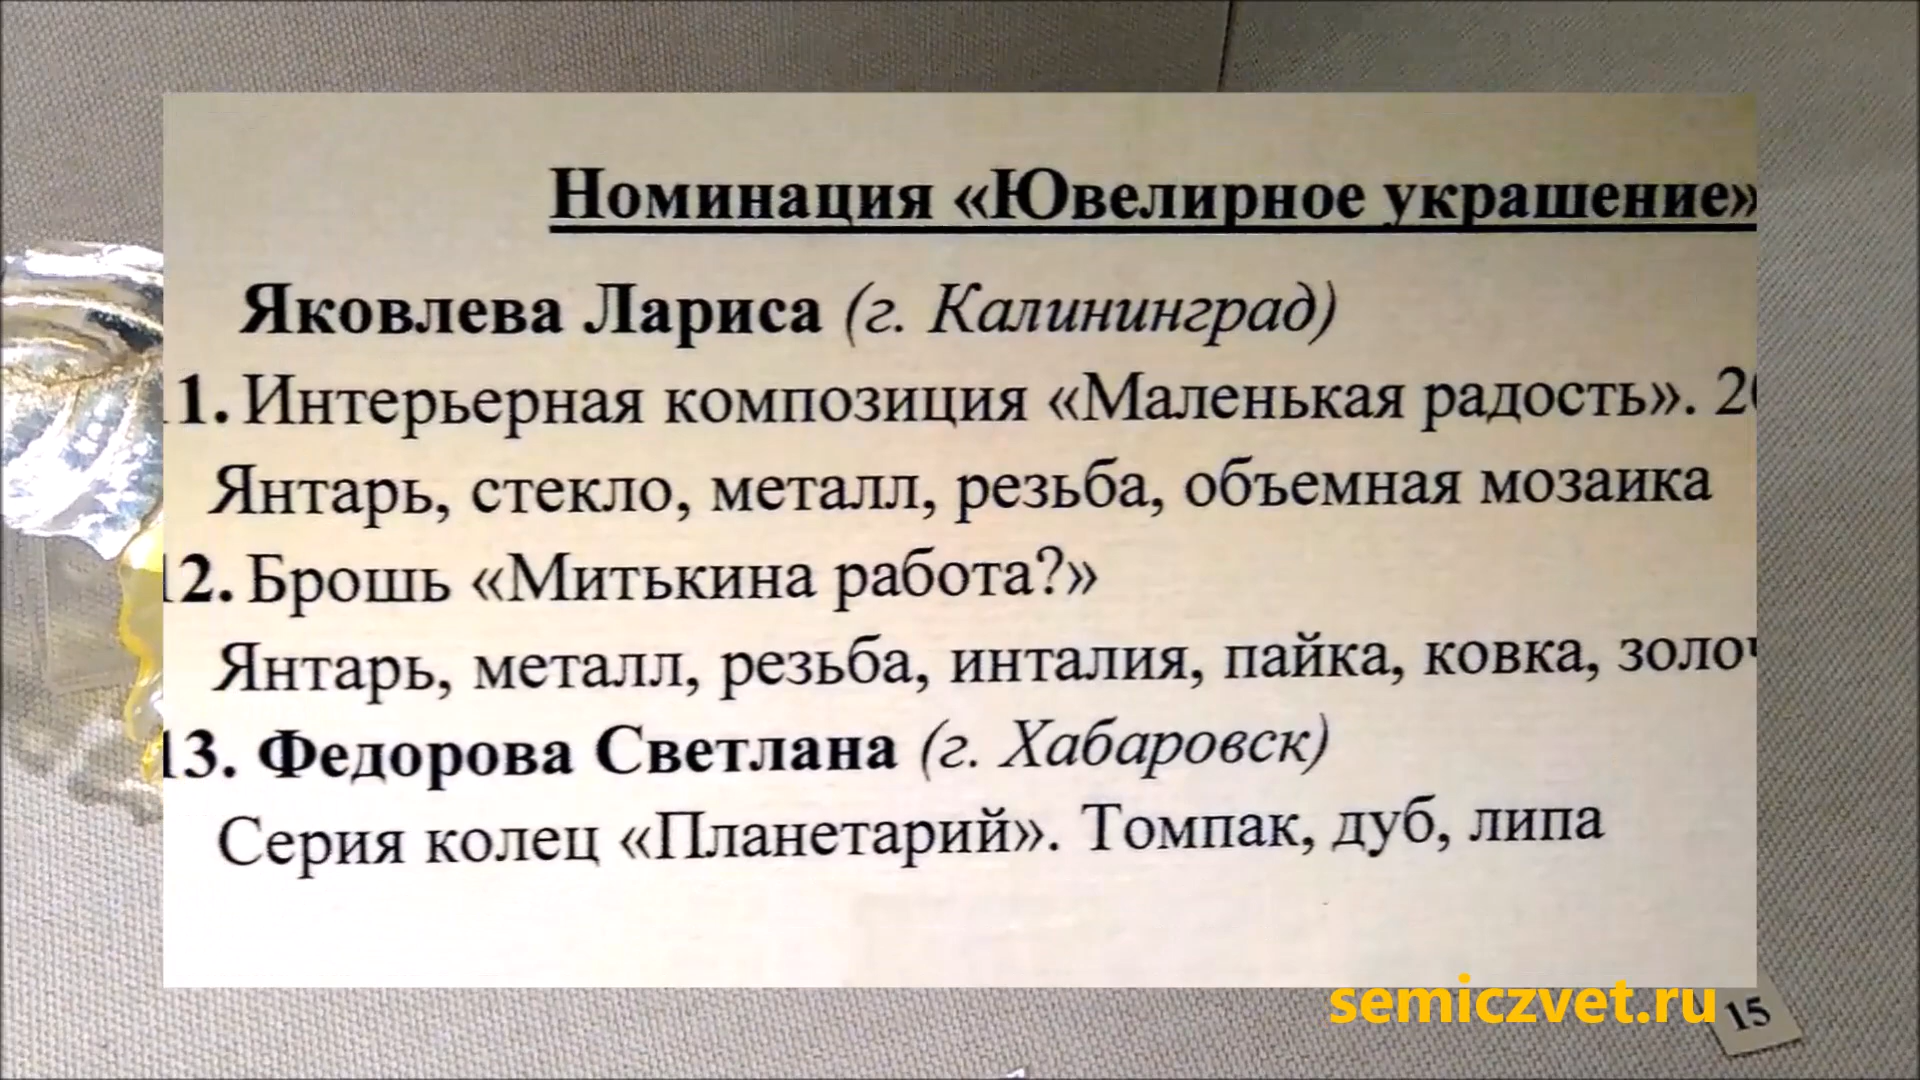 Номинация «Ювелирное украшение»
Яковлева Лариса (г. Калининград)
11. Интерьерная композиция «Маленькая радость».
Янтарь, стекло, металл, резьба, объемная мозаика
12. Брошь «Митькина работа?»
Янтарь, металл, резьба, инталия, пайка, ковка,
13. Федорова Светлана (г. Хабаровск)
Серия колец «Планетарий». Томпак, дуб, липа
semiczvet.ru
15